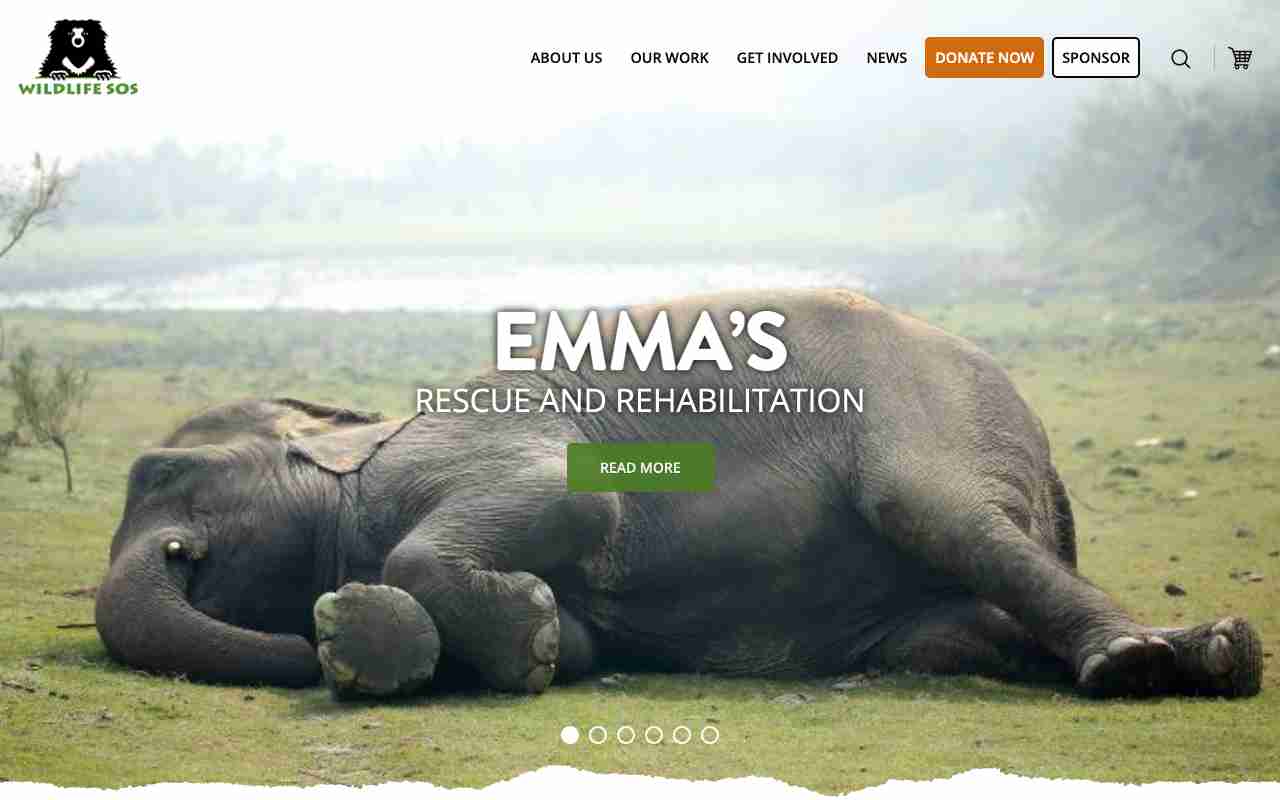 WILDLIFE SOS
ABOUT US
OUR WORK
GET INVOLVED
NEWS
DONATE NOW
SPONSOR
EMMA'S
RESCUE AND REHABILITATION
READ MORE